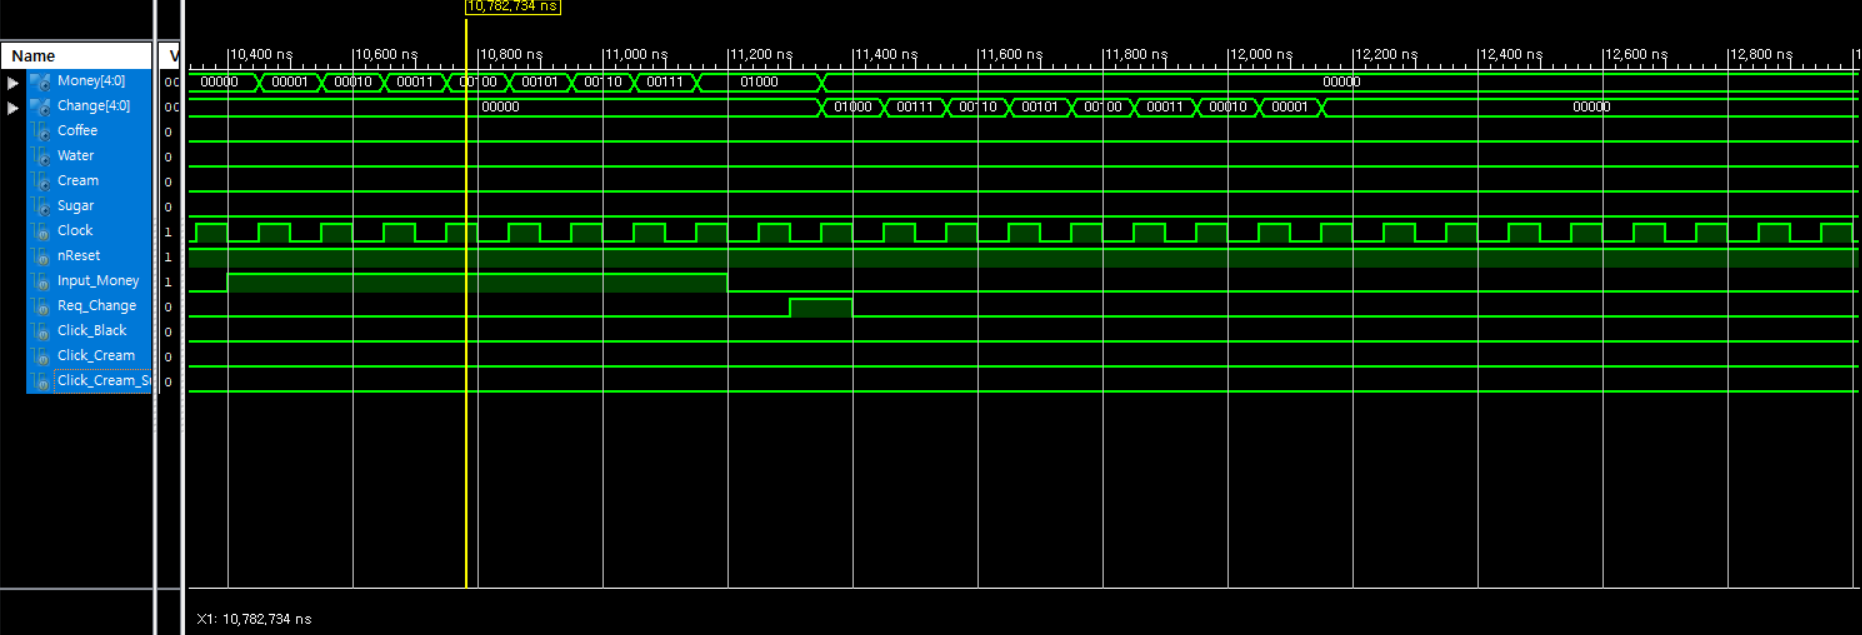 10,782,734 ns
Name V
10,400 ns 10,600 ns 10,800 ns 11,000 ns 11,200 ns 11,400 ns 11,600 ns 11,800 ns 12,000 ns 12,200 ns 12,400 ns 12,600 ns 12,800 ns 1
Money[4:0] 00000 00001 00010 00011 00100 00101 00110 00111 01000 00000
Change[4:0] 00000 01000 00111 00110 00101 00100 00011 00010 00001 00000
Coffee 0
Water 0
Cream 0
Sugar 0
Clock 1
nReset 1
Input_Money 1
Req_Change 0
Click_Black 0
Click_Cream 0
Click_Cream_S 0
X1: 10,782,734 ns